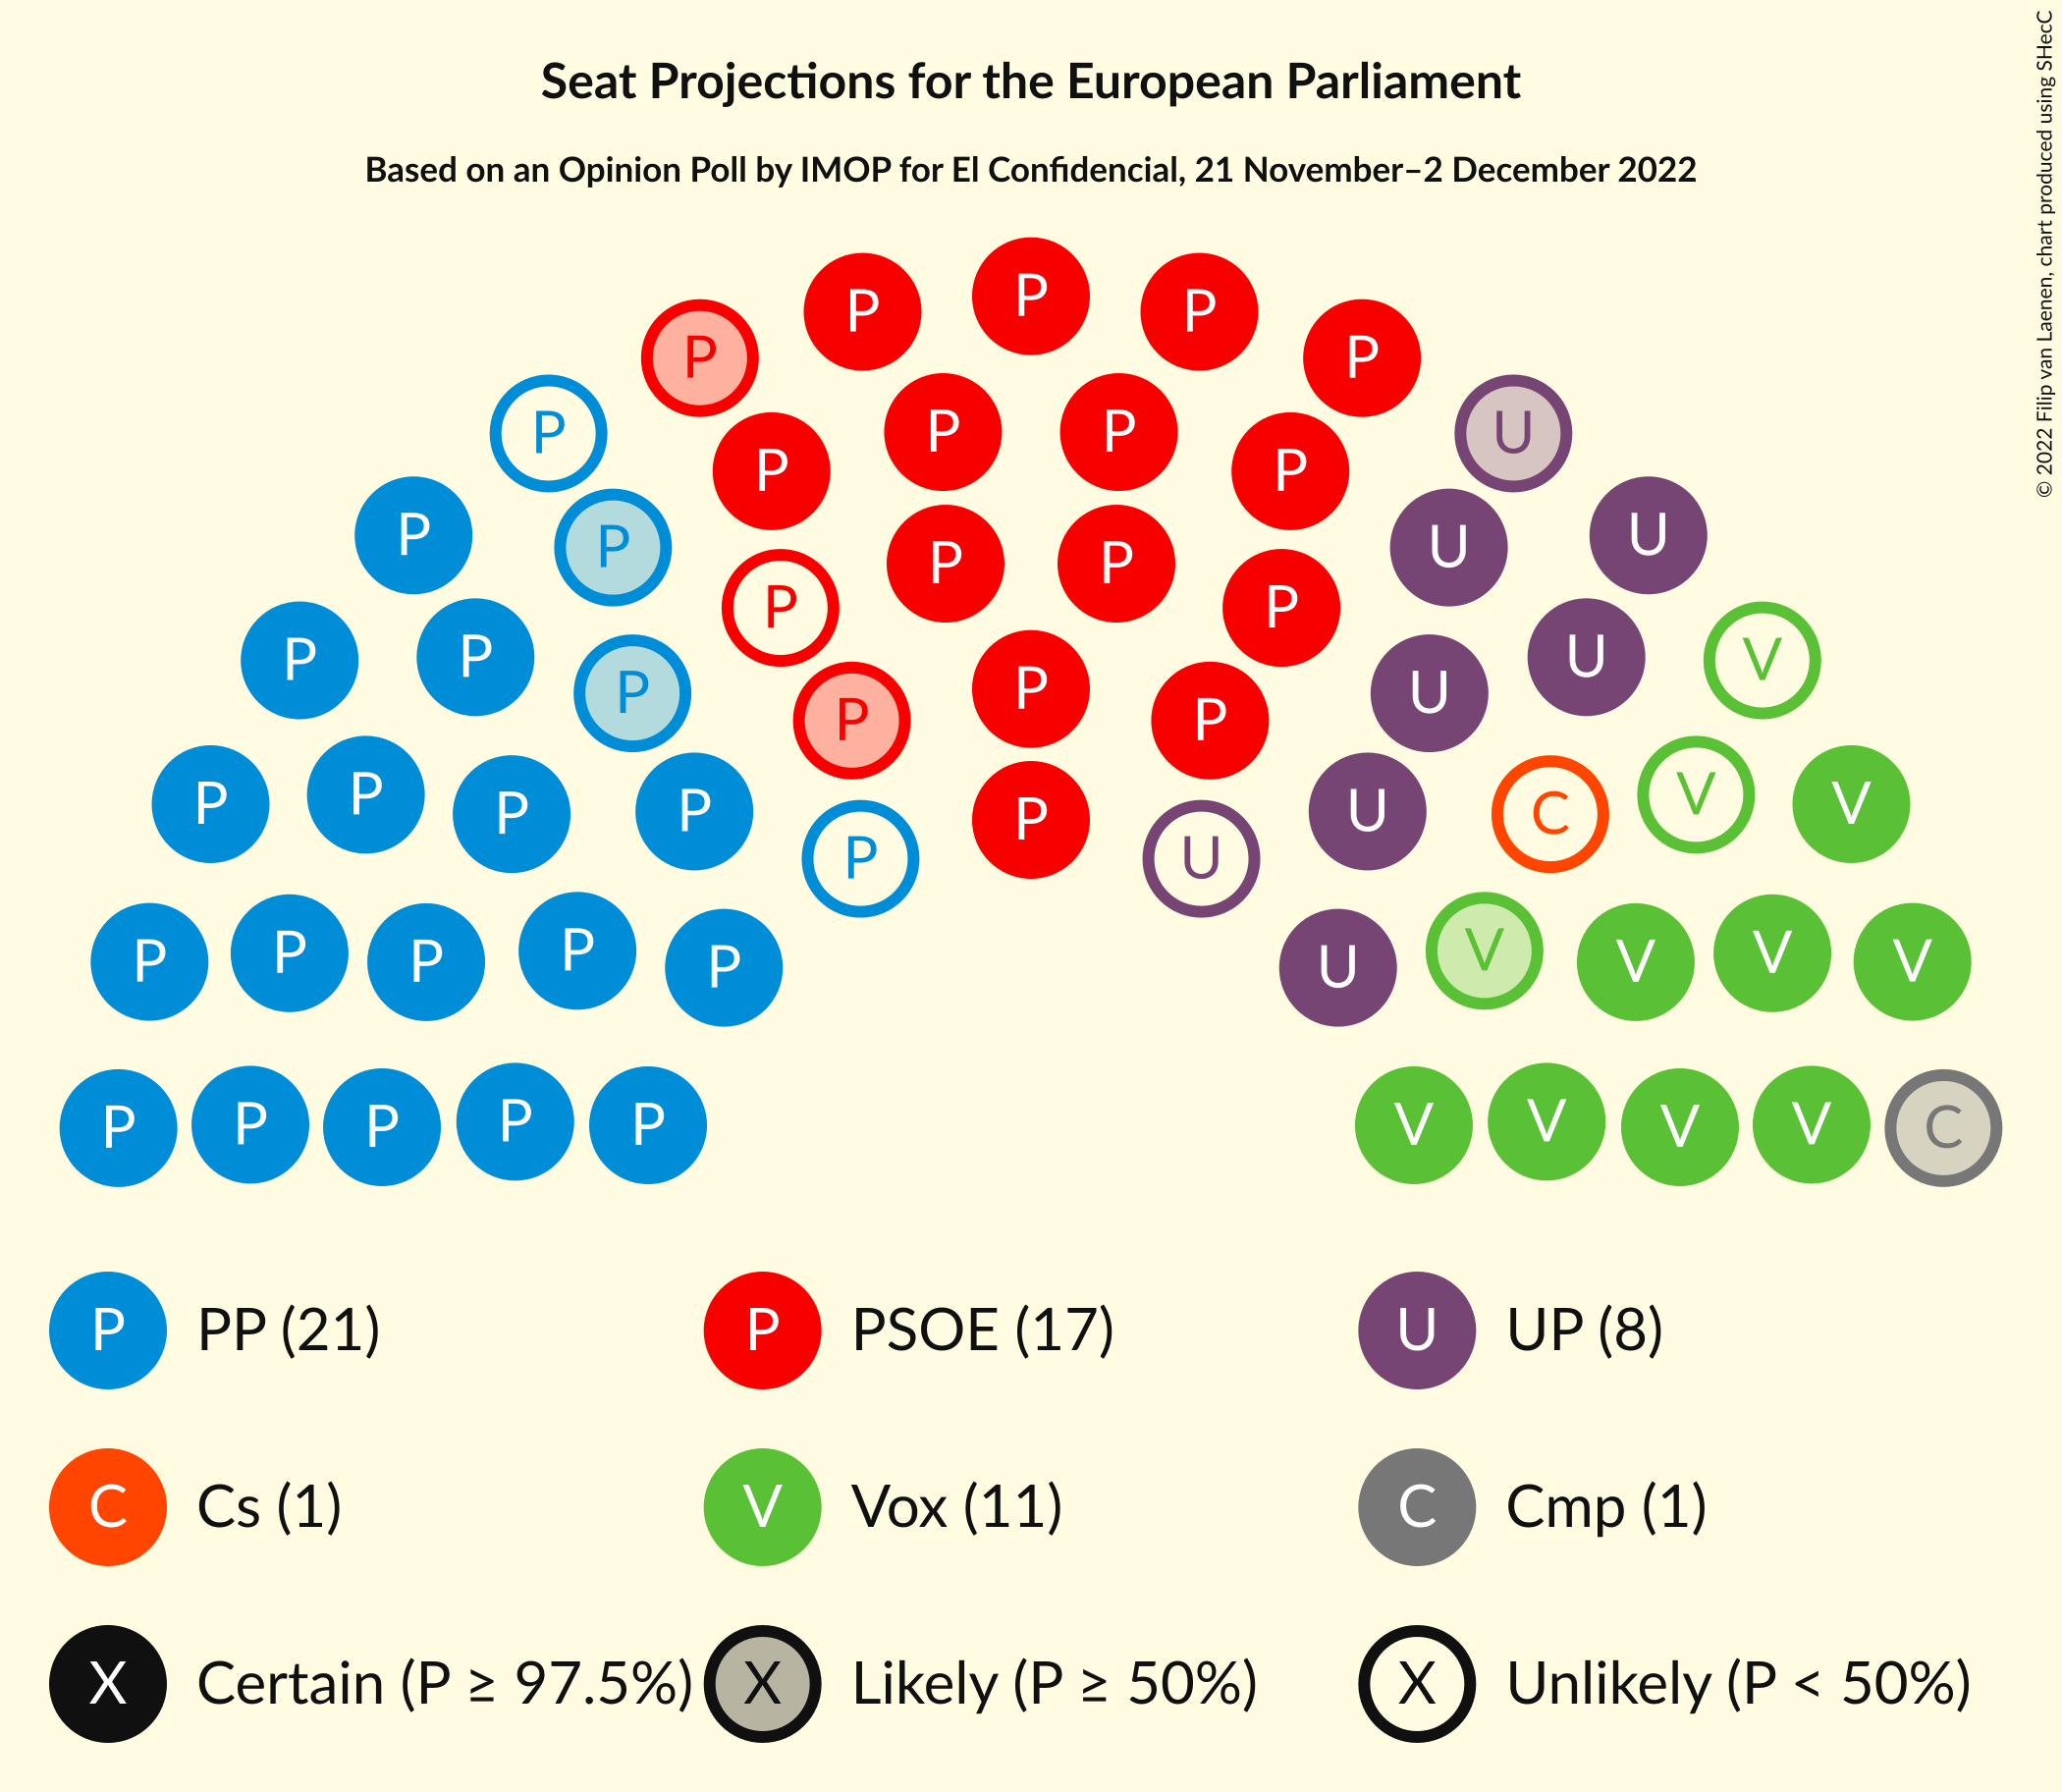 Seat Projections for the European Parliament
Based on an Opinion Poll by IMOP for El Confidencial, 21 November–2 December 2022
© 2022 Filip van Laenen, chart produced using SHecC
P
P P
P P
P U
P P P P
P U
P P P U U
P P P
P P P U
P P V
P P U
P P V V
P P U C
P P U
P P V V V V
P P P U
P P P P P V V V V C
P PP (21) P PSOE (17) U UP (8)
C Cs (1) V Vox (11) C Cmp (1)
X Certain (P ≥ 97.5%) X Likely (P ≥ 50%) X Unlikely (P < 50%)